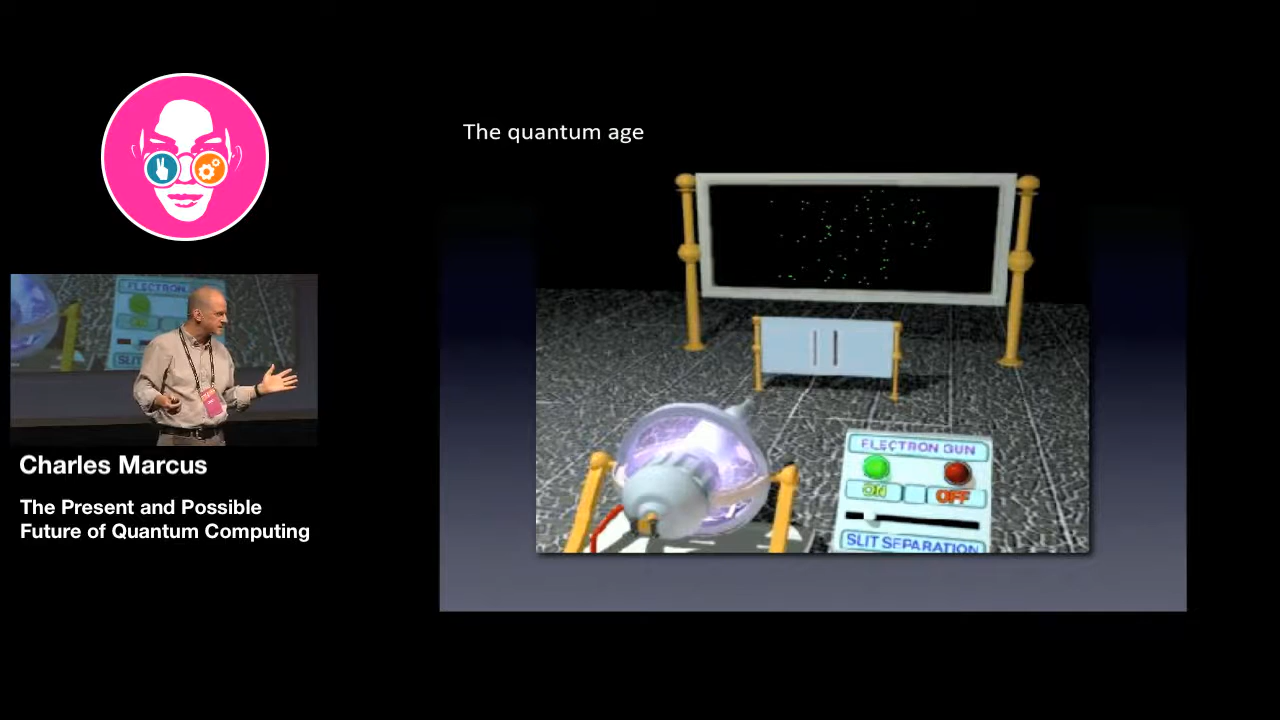 The quantum age
ELECTRON GUN
ON
OFF
SLIT SEPARATION
ELECTRON
Charles Marcus
The Present and Possible
Future of Quantum Computing